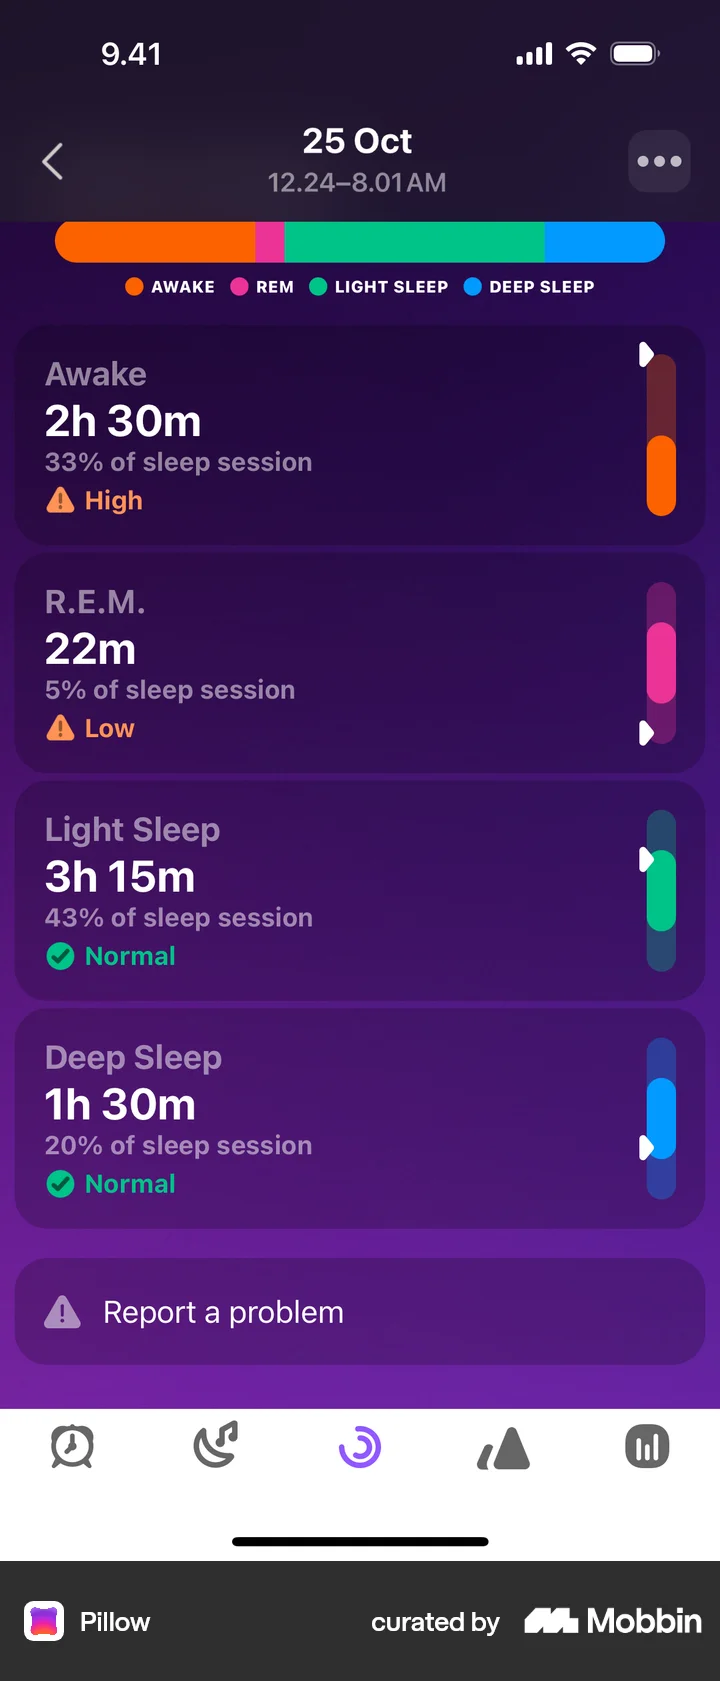 9.41
25 Oct
12.24–8.01 AM
AWAKE REM LIGHT SLEEP DEEP SLEEP
Awake
2h 30m
33% of sleep session
High
R.E.M.
22m
5% of sleep session
Low
Light Sleep
3h 15m
43% of sleep session
Normal
Deep Sleep
1h 30m
20% of sleep session
Normal
Report a problem
Pillow
curated by Mobbin